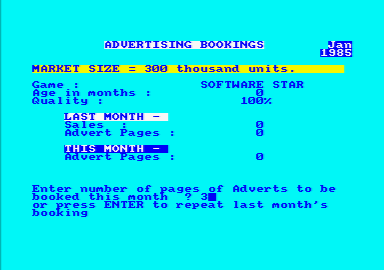 ADVERTISING BOOKINGS
Jan
1985
MARKET SIZE = 300 thousand units.
Game : SOFTWARE STAR
Age in months : 0
Quality : 100%
LAST MONTH -
Sales : 0
Advert Pages : 0
THIS MONTH -
Advert Pages : 0
Enter number of pages of Adverts to be
booked this month ? 3
or press ENTER to repeat last month's
booking